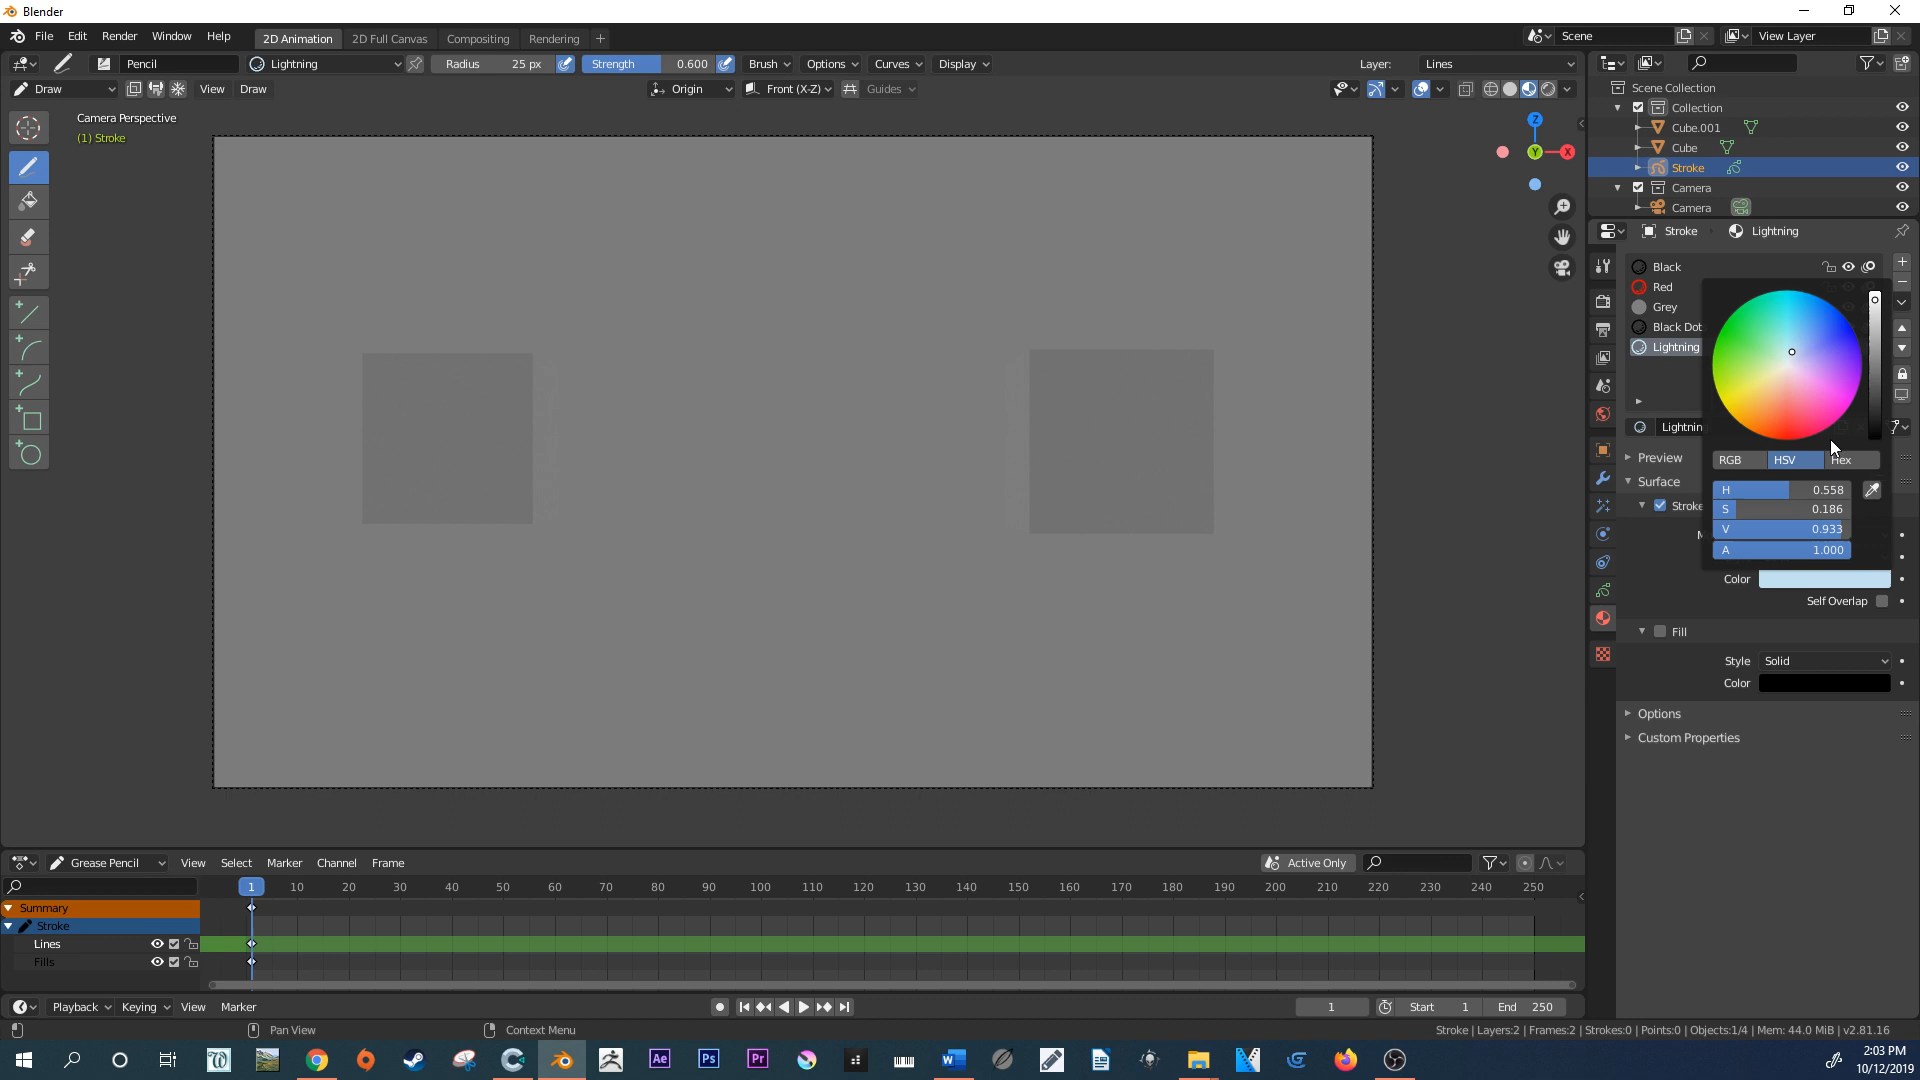 Blender
File Edit Render Window Help 2D Animation 2D Full Canvas Compositing Rendering + Scene View Layer
Pencil Lightning Radius 25 px Strength 0.600 Brush Options Curves Display Layer: Lines
Draw View Draw Origin Front (X-Z) Guides
Camera Perspective
(1) Stroke
Z
Y
X
Scene Collection
Collection
Cube.001
Cube
Stroke
Camera
Camera
Stroke Lightning
Black
Red
Grey
Black Dot
Lightning
Lightnin
Preview
Surface
Stroke
RGB HSV Hex
H 0.558
S 0.186
V 0.933
A 1.000
Color
Self Overlap
Fill
Style Solid
Color
Options
Custom Properties
Grease Pencil View Select Marker Channel Frame Active Only
1 10 20 30 40 50 60 70 80 90 100 110 120 130 140 150 160 170 180 190 200 210 220 230 240 250
Summary
Stroke
Lines
Fills
Playback Keying View Marker 1 Start 1 End 250
Pan View Context Menu Stroke | Layers:2 | Frames:2 | Strokes:0 | Points:0 | Objects:1/4 | Mem: 44.0 MiB | v2.81.16
Ae Ps Pr
2:03 PM
10/12/2019